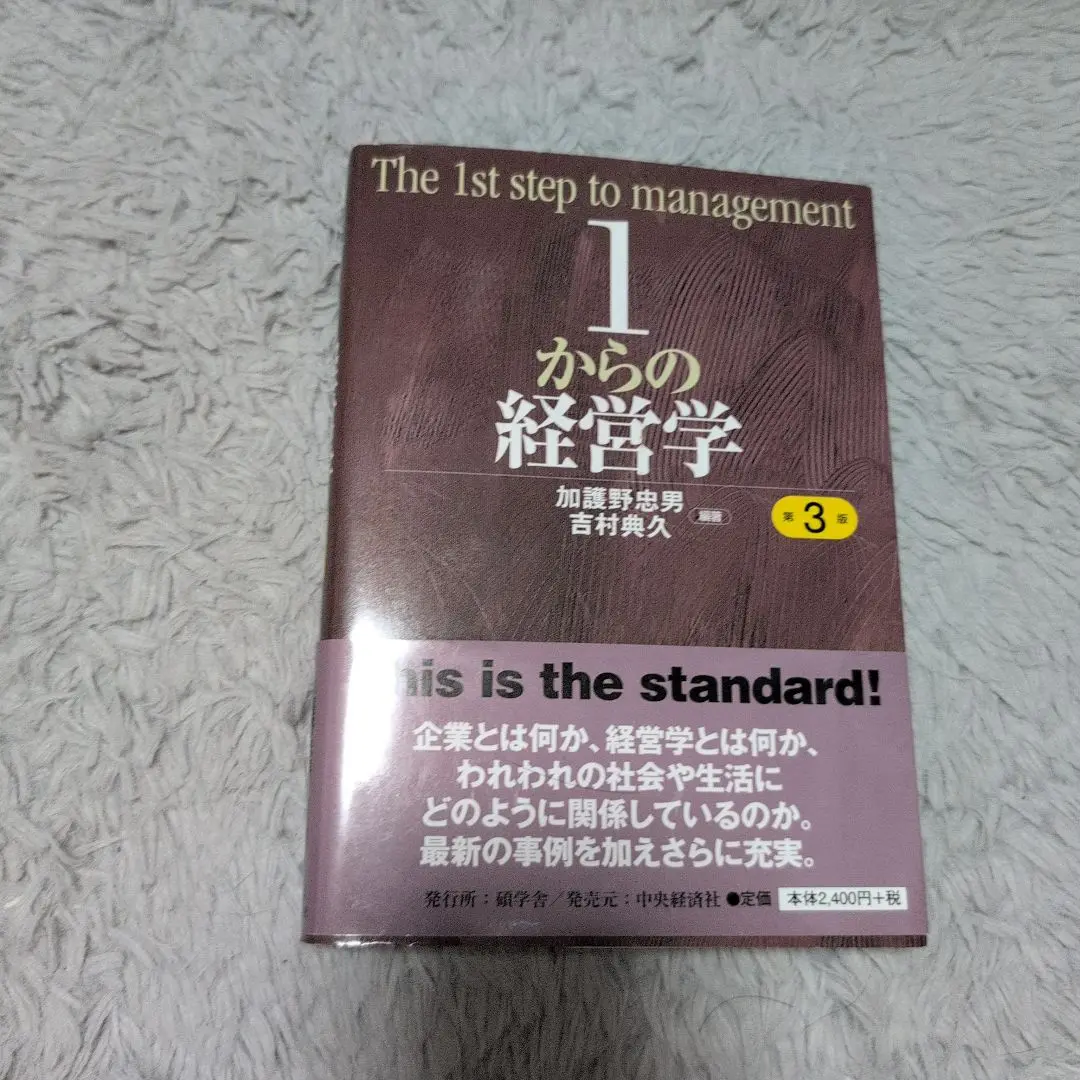 The 1st step to management
1
からの
経営学
加護野忠男
吉村典久
編著
第3版
his is the standard!
企業とは何か、経営学とは何か、
われわれの社会や生活に
どのように関係しているのか。
最新の事例を加えさらに充実。
発行所：碩学舎／発売元：中央経済社 ●定価 本体2,400円+税